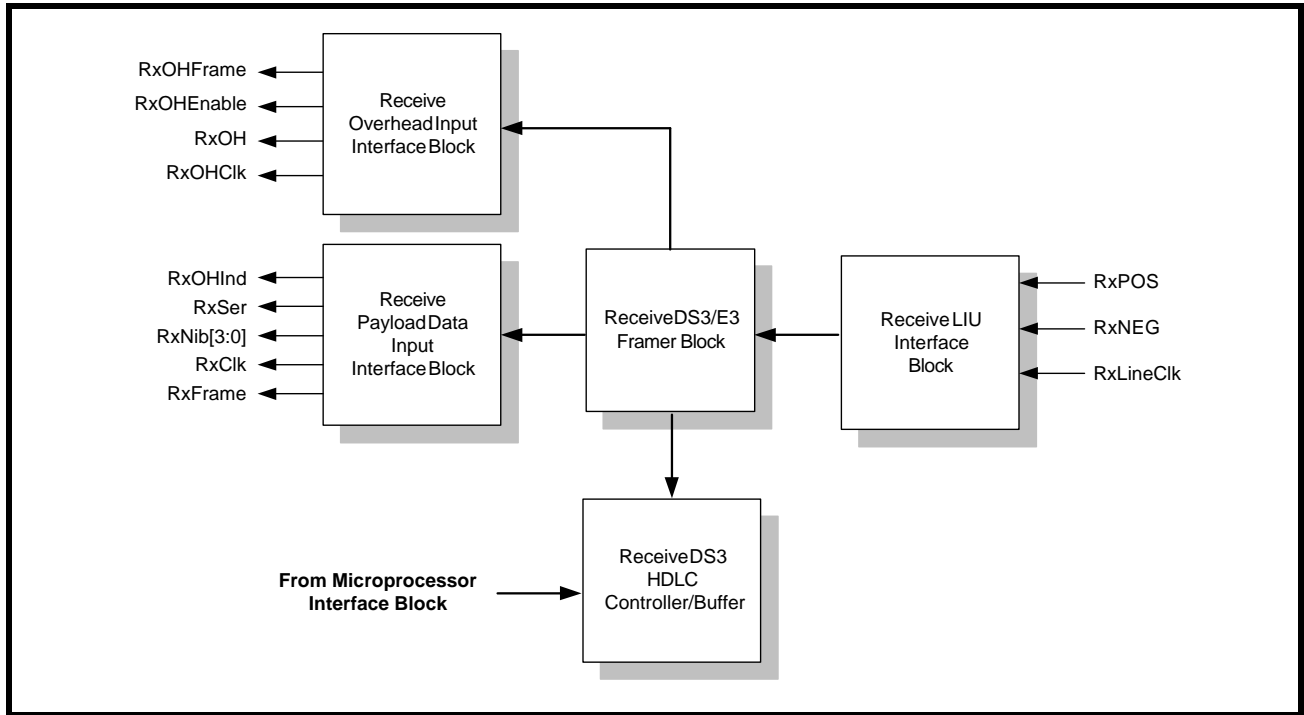 RxOHFrame
RxOHEnable
RxOH
RxOHClk
Receive
Overhead Input
Interface Block
RxOHInd
RxSer
RxNib[3:0]
RxClk
RxFrame
Receive
Payload Data
Input
Interface Block
Receive DS3/E3
Framer Block
Receive LIU
Interface
Block
RxPOS
RxNEG
RxLineClk
From Microprocessor
Interface Block
Receive DS3
HDLC
Controller/Buffer